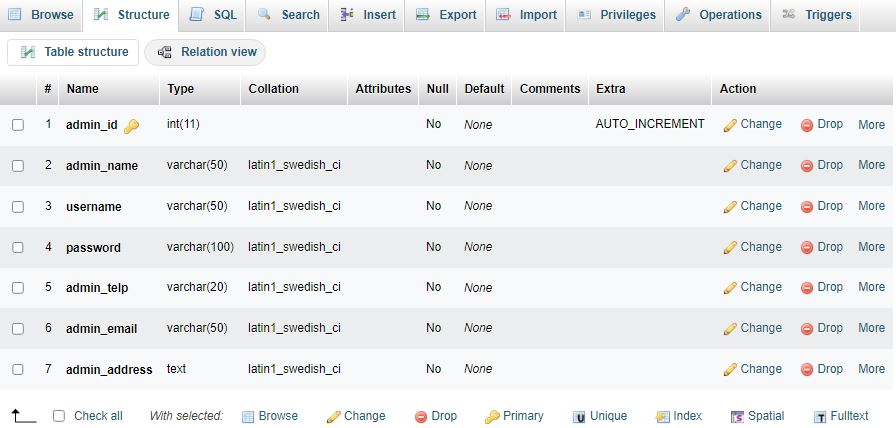 Browse Structure SQL Search Insert Export Import Privileges Operations Triggers
Table structure Relation view
# Name Type Collation Attributes Null Default Comments Extra Action
1 admin_id int(11) No None AUTO_INCREMENT Change Drop More
2 admin_name varchar(50) latin1_swedish_ci No None Change Drop More
3 username varchar(50) latin1_swedish_ci No None Change Drop More
4 password varchar(100) latin1_swedish_ci No None Change Drop More
5 admin_telp varchar(20) latin1_swedish_ci No None Change Drop More
6 admin_email varchar(50) latin1_swedish_ci No None Change Drop More
7 admin_address text latin1_swedish_ci No None Change Drop More
Check all With selected: Browse Change Drop Primary Unique Index Spatial Fulltext